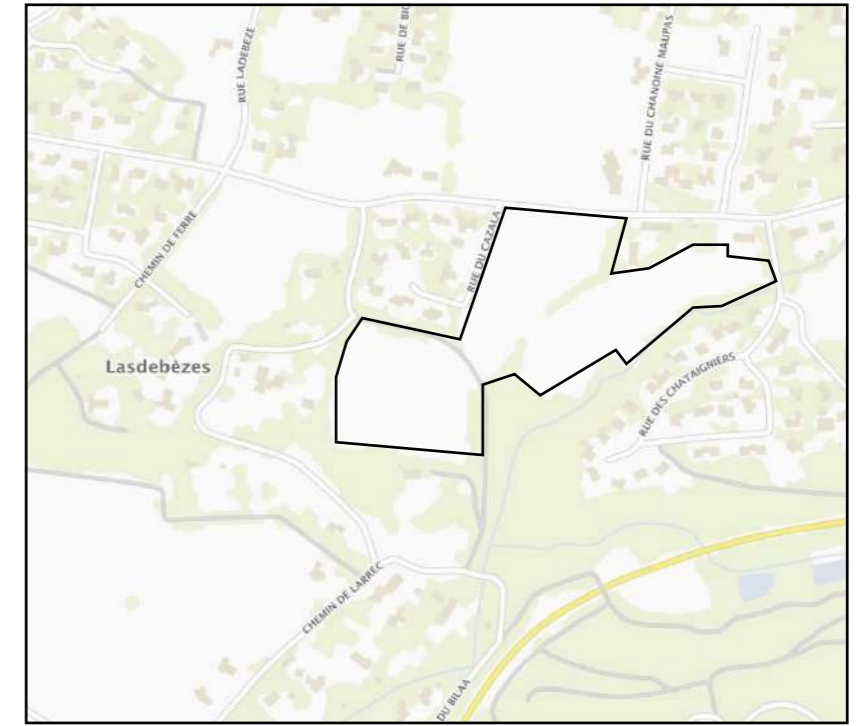 RUE LADEBEZE
RUE DE BIC
RUE DU CHANOINE MAUPAS
CHEMIN DE FERRE
RUE DU CAZALA
Lasdebèzes
RUE DES CHATAIGNIERS
CHEMIN DE LARREC
DU BILAA